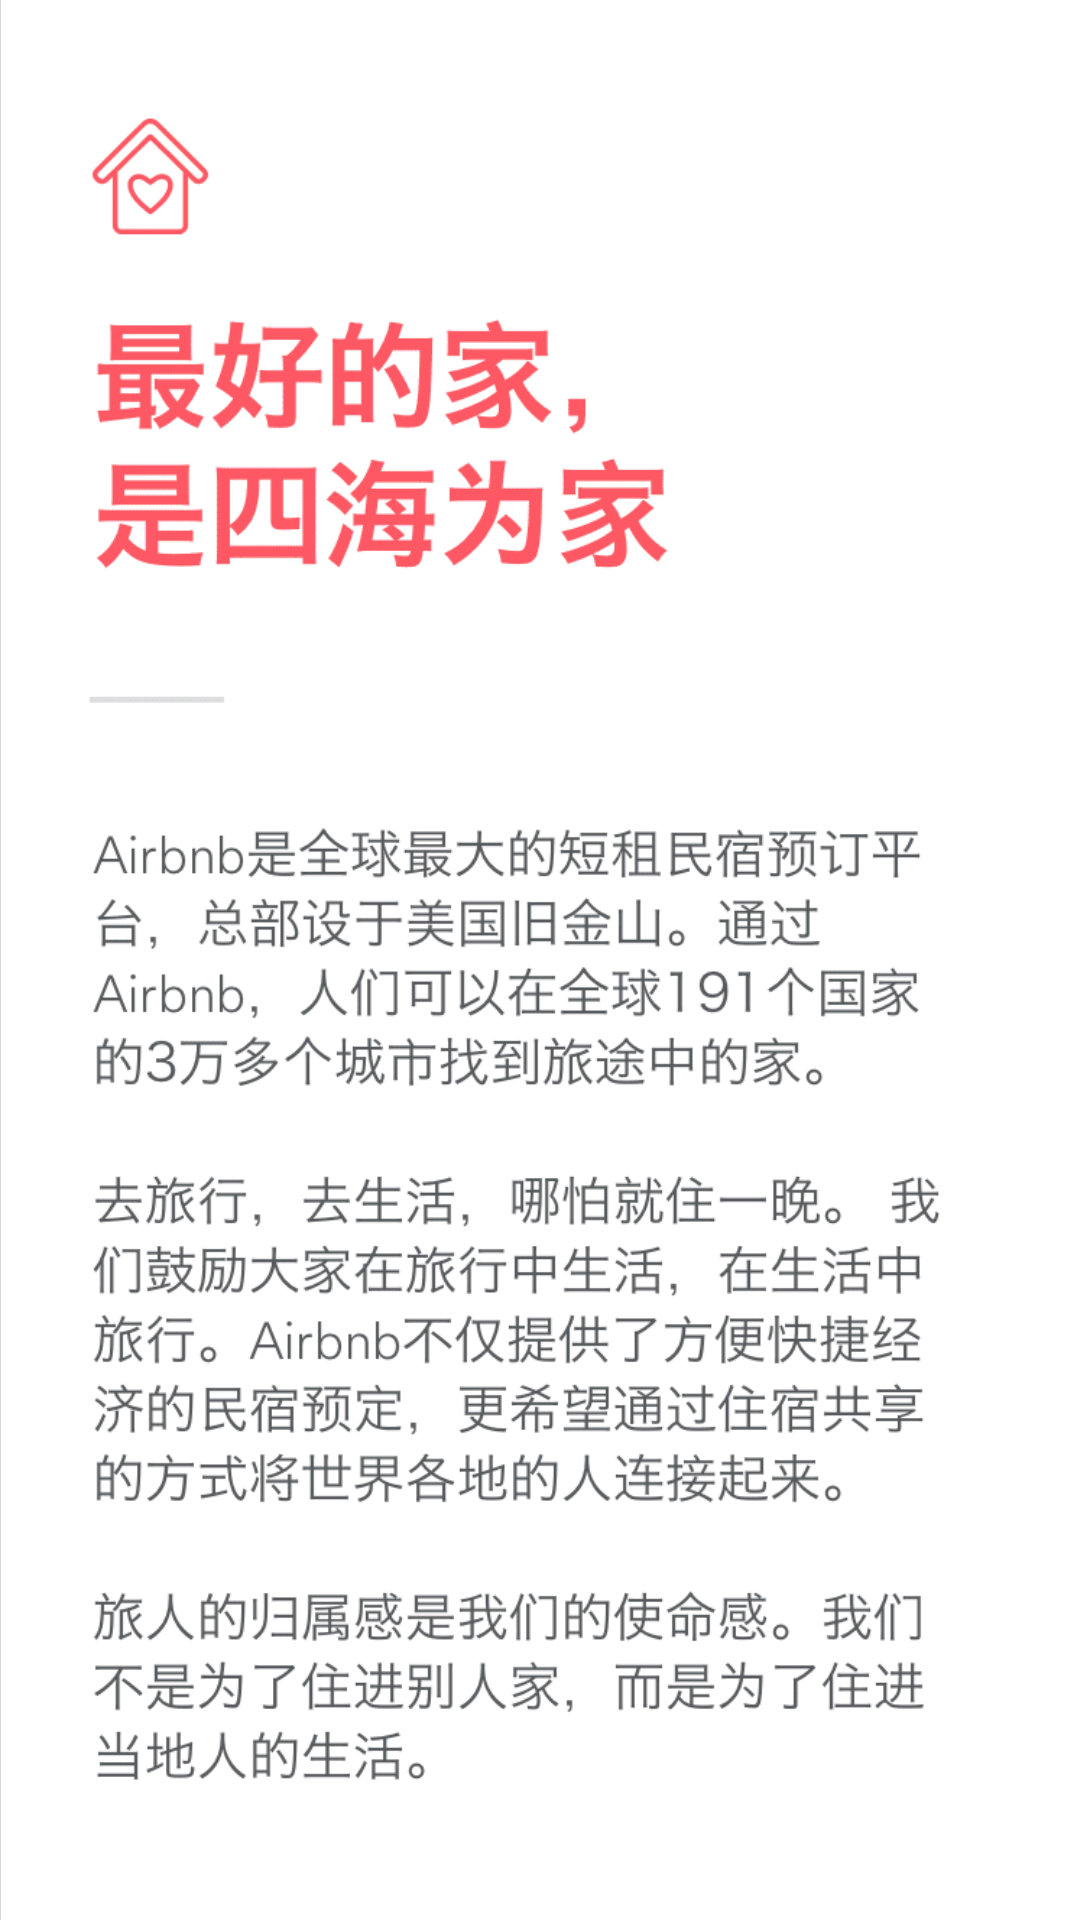 最好的家，
是四海为家
Airbnb是全球最大的短租民宿预订平
台，总部设于美国旧金山。通过
Airbnb，人们可以在全球191个国家
的3万多个城市找到旅途中的家。
去旅行，去生活，哪怕就住一晚。 我
们鼓励大家在旅行中生活，在生活中
旅行。Airbnb不仅提供了方便快捷经
济的民宿预定，更希望通过住宿共享
的方式将世界各地的人连接起来。
旅人的归属感是我们的使命感。我们
不是为了住进别人家，而是为了住进
当地人的生活。